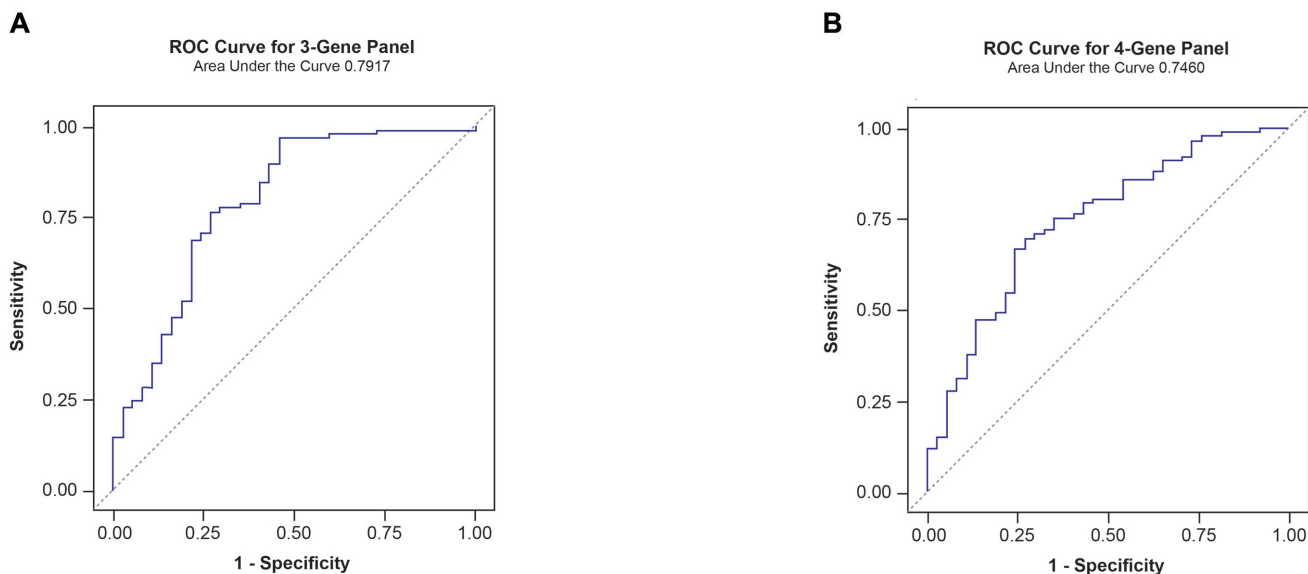 A
ROC Curve for 3-Gene Panel
Area Under the Curve 0.7917
1.00
0.75
0.50
0.25
0.00
Sensitivity
0.00 0.25 0.50 0.75 1.00
1 - Specificity
B
ROC Curve for 4-Gene Panel
Area Under the Curve 0.7460
1.00
0.75
0.50
0.25
0.00
Sensitivity
0.00 0.25 0.50 0.75 1.00
1 - Specificity